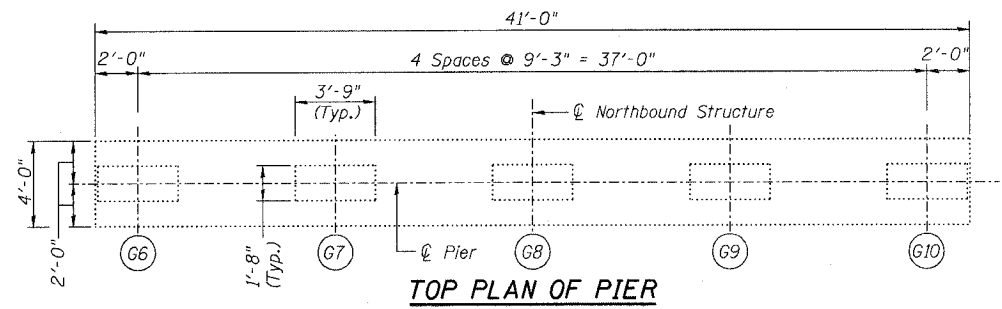 41'-0"
2'-0"
4 Spaces @ 9'-3" = 37'-0"
2'-0"
3'-9"
(Typ.)
℄ Northbound Structure
4'-0"
2'-0"
1'-8"
(Typ.)
℄ Pier
G6
G7
G8
G9
G10
TOP PLAN OF PIER